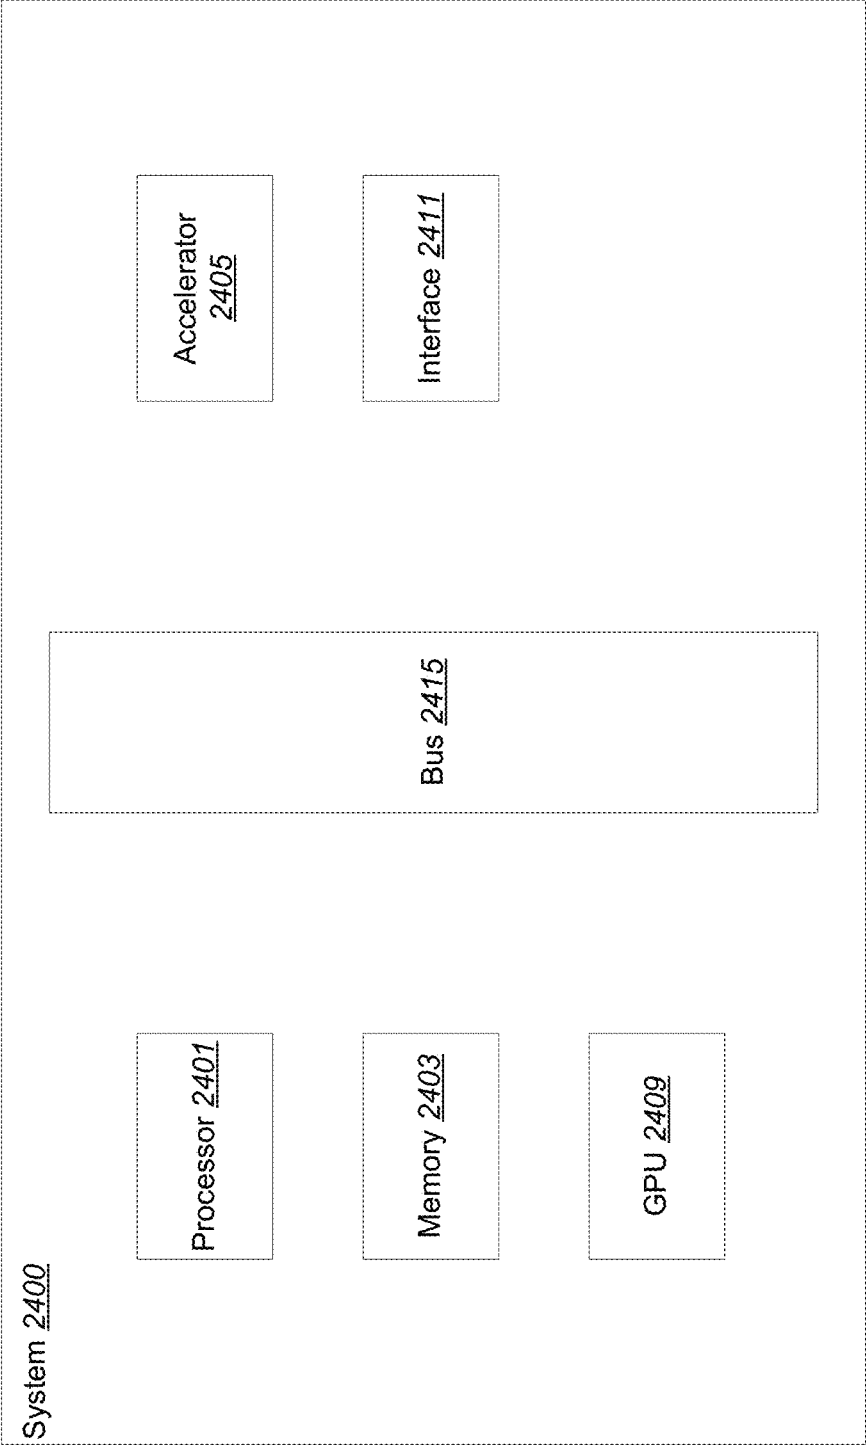 System 2400
Processor 2401
Accelerator
2405
Memory 2403
Bus 2415
Interface 2411
GPU 2409